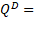 Q^D =